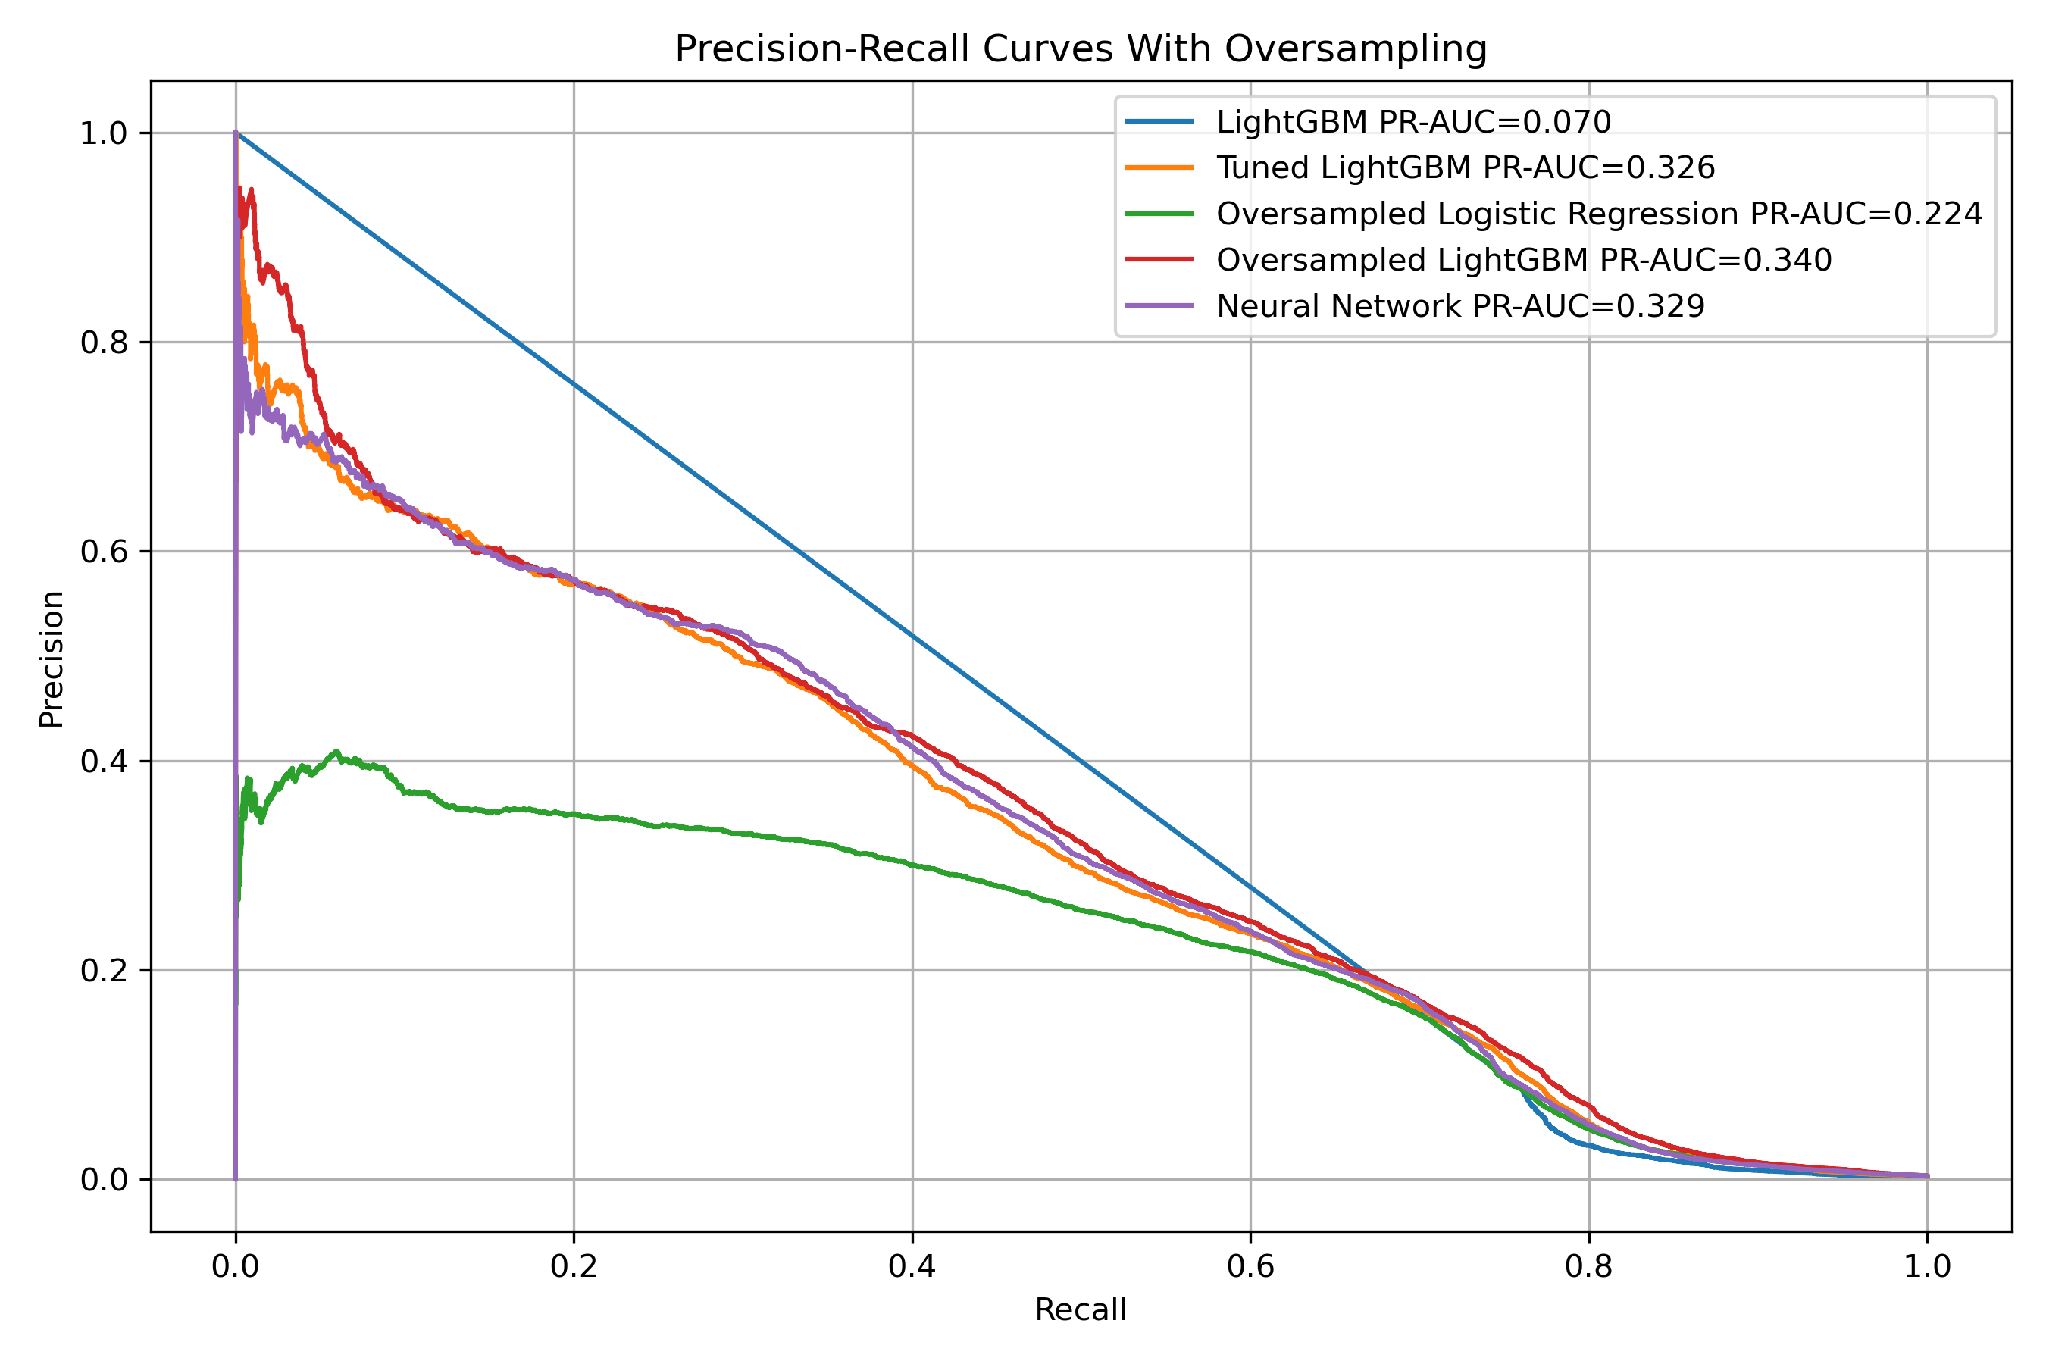 Precision-Recall Curves With Oversampling
LightGBM PR-AUC=0.070
Tuned LightGBM PR-AUC=0.326
Oversampled Logistic Regression PR-AUC=0.224
Oversampled LightGBM PR-AUC=0.340
Neural Network PR-AUC=0.329
1.0
0.8
0.6
0.4
0.2
0.0
Precision
0.0 0.2 0.4 0.6 0.8 1.0
Recall